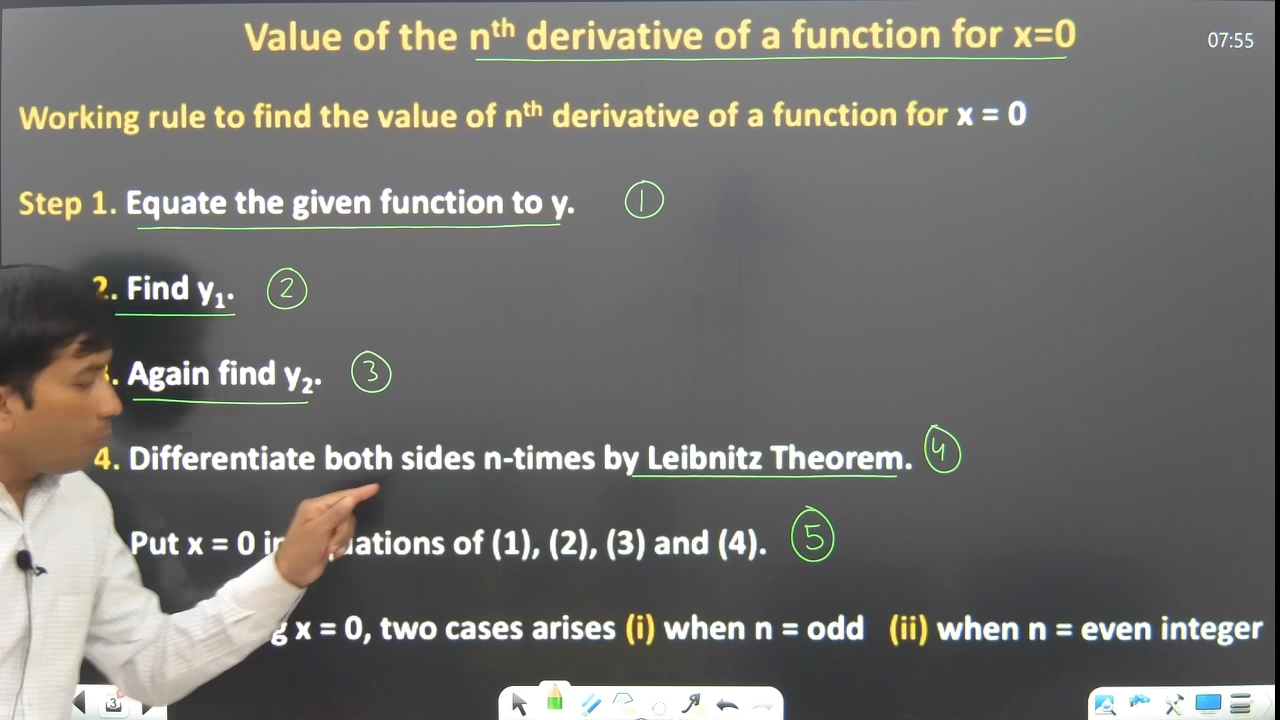 Value of the nth derivative of a function for x=0
07:55
Working rule to find the value of nth derivative of a function for x = 0
Step 1. Equate the given function to y. ①
2. Find y₁. ②
. Again find y₂. ③
4. Differentiate both sides n-times by Leibnitz Theorem. ④
Put x = 0 in of (1), (2), (3) and (4). ⑤
x = 0, two cases arises (i) when n = odd (ii) when n = even integer
3